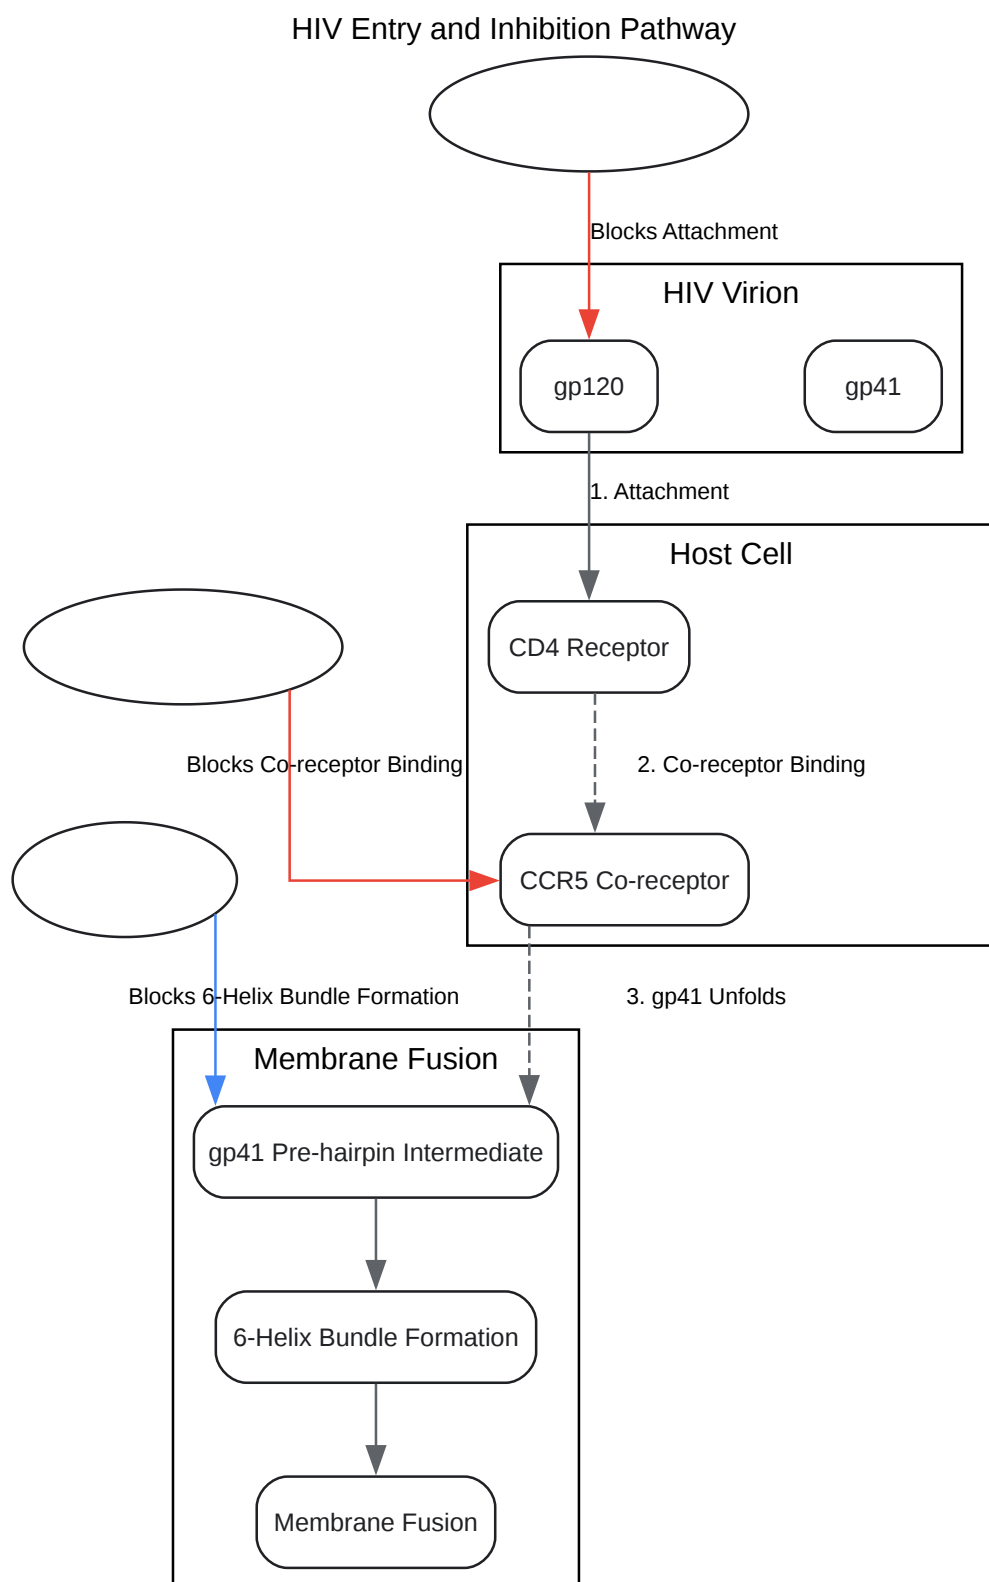 HIV Entry and Inhibition Pathway
Blocks Attachment
HIV Virion
gp120
gp41
1. Attachment
Host Cell
CD4 Receptor
Blocks Co-receptor Binding
2. Co-receptor Binding
CCR5 Co-receptor
Blocks 6-Helix Bundle Formation
3. gp41 Unfolds
Membrane Fusion
gp41 Pre-hairpin Intermediate
6-Helix Bundle Formation
Membrane Fusion